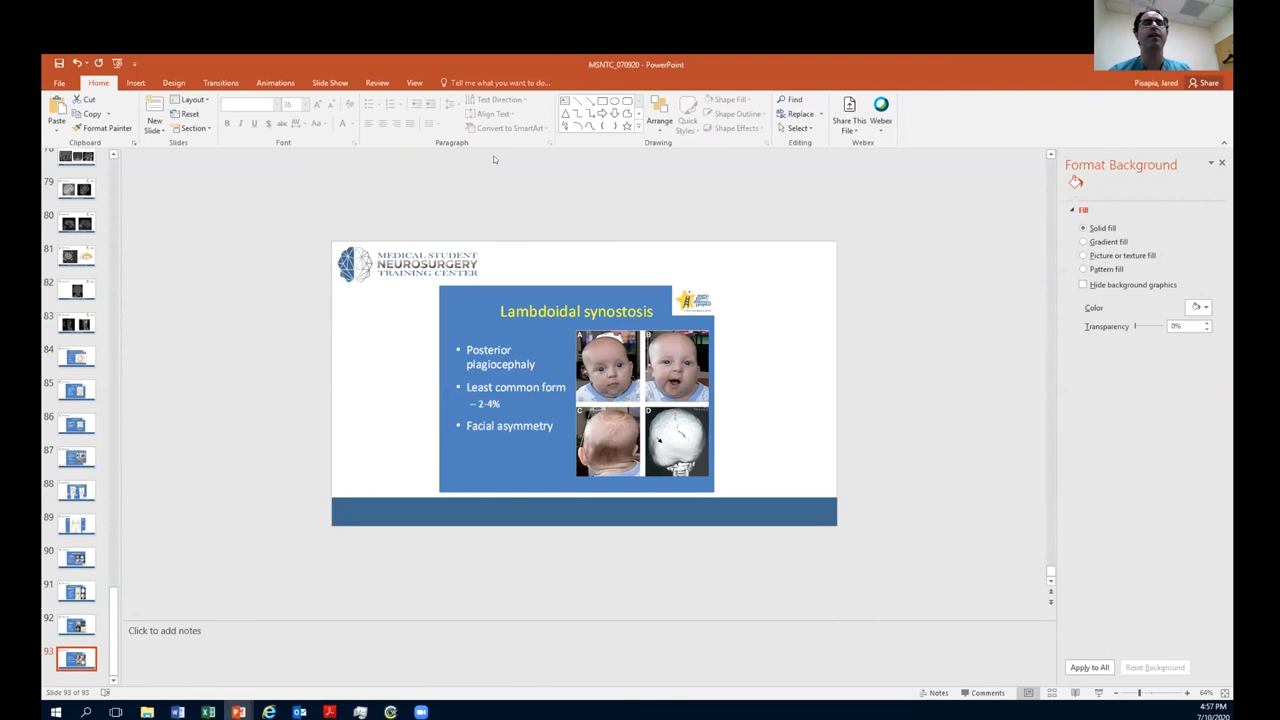 MSNTC_070920 - PowerPoint
File Home Insert Design Transitions Animations Slide Show Review View Tell me what you want to do...
Pisapia, Jared Share
Paste
Cut
Copy
Format Painter
Clipboard
New
Slide
Layout
Reset
Section
Slides
36
Font
Text Direction
Align Text
Convert to SmartArt
Paragraph
Arrange
Quick
Styles
Shape Fill
Shape Outline
Shape Effects
Drawing
Find
Replace
Select
Editing
Share This
File
Webex
Webex
78
79
80
81
82
83
84
85
86
87
88
89
90
91
92
93
MEDICAL STUDENT
NEUROSURGERY
TRAINING CENTER
Lambdoidal synostosis
• Posterior
plagiocephaly
• Least common form
– 2-4%
• Facial asymmetry
A
B
C
D
Format Background
Fill
Solid fill
Gradient fill
Picture or texture fill
Pattern fill
Hide background graphics
Color
Transparency 0%
Apply to All Reset Background
Click to add notes
Slide 93 of 93
Notes Comments 64%
4:57 PM
7/10/2020